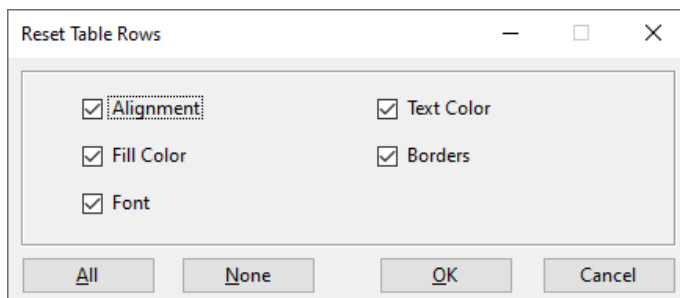 Reset Table Rows
Alignment Text Color
Fill Color Borders
Font
All None OK Cancel